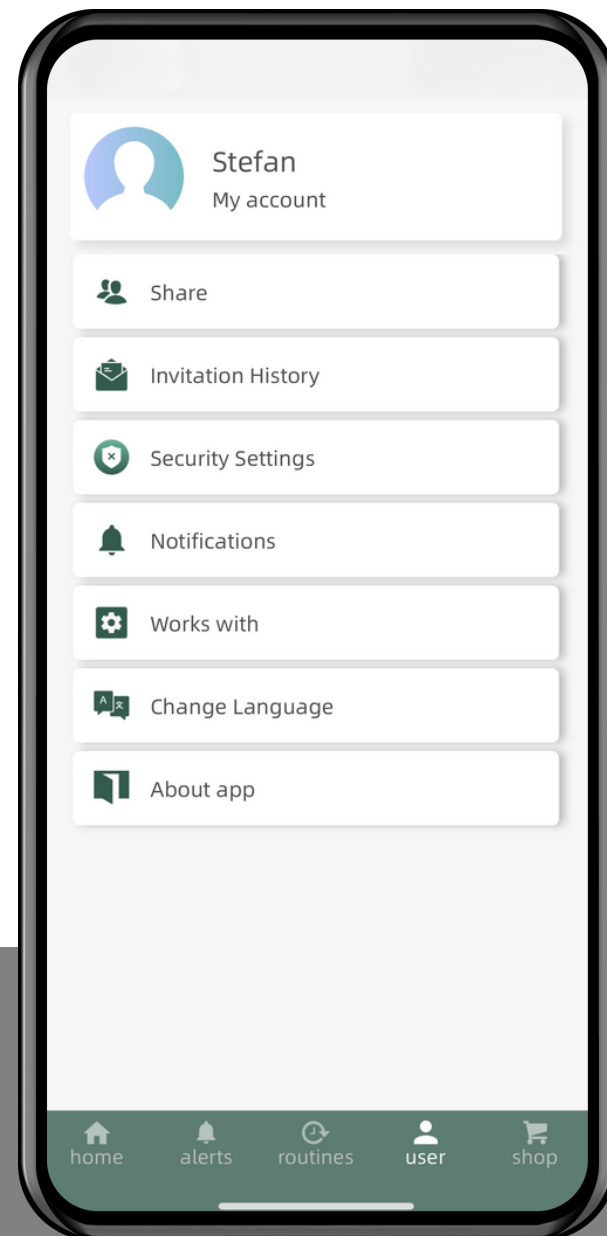 Stefan
My account
Share
Invitation History
Security Settings
Notifications
Works with
Change Language
About app
home alerts routines user shop